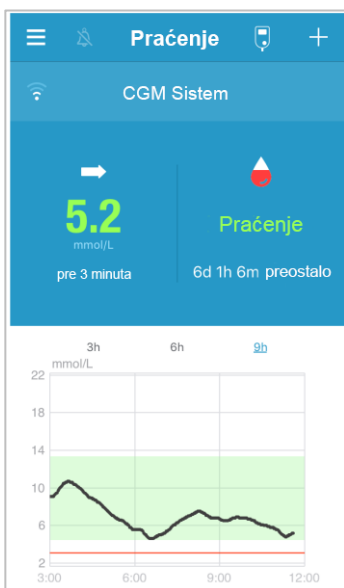 Praćenje
CGM Sistem
5.2
mmol/L
pre 3 minuta
Praćenje
6d 1h 6m preostalo
3h 6h 9h
mmol/L
22
18
14
10
6
2
3:00 6:00 9:00 12:00